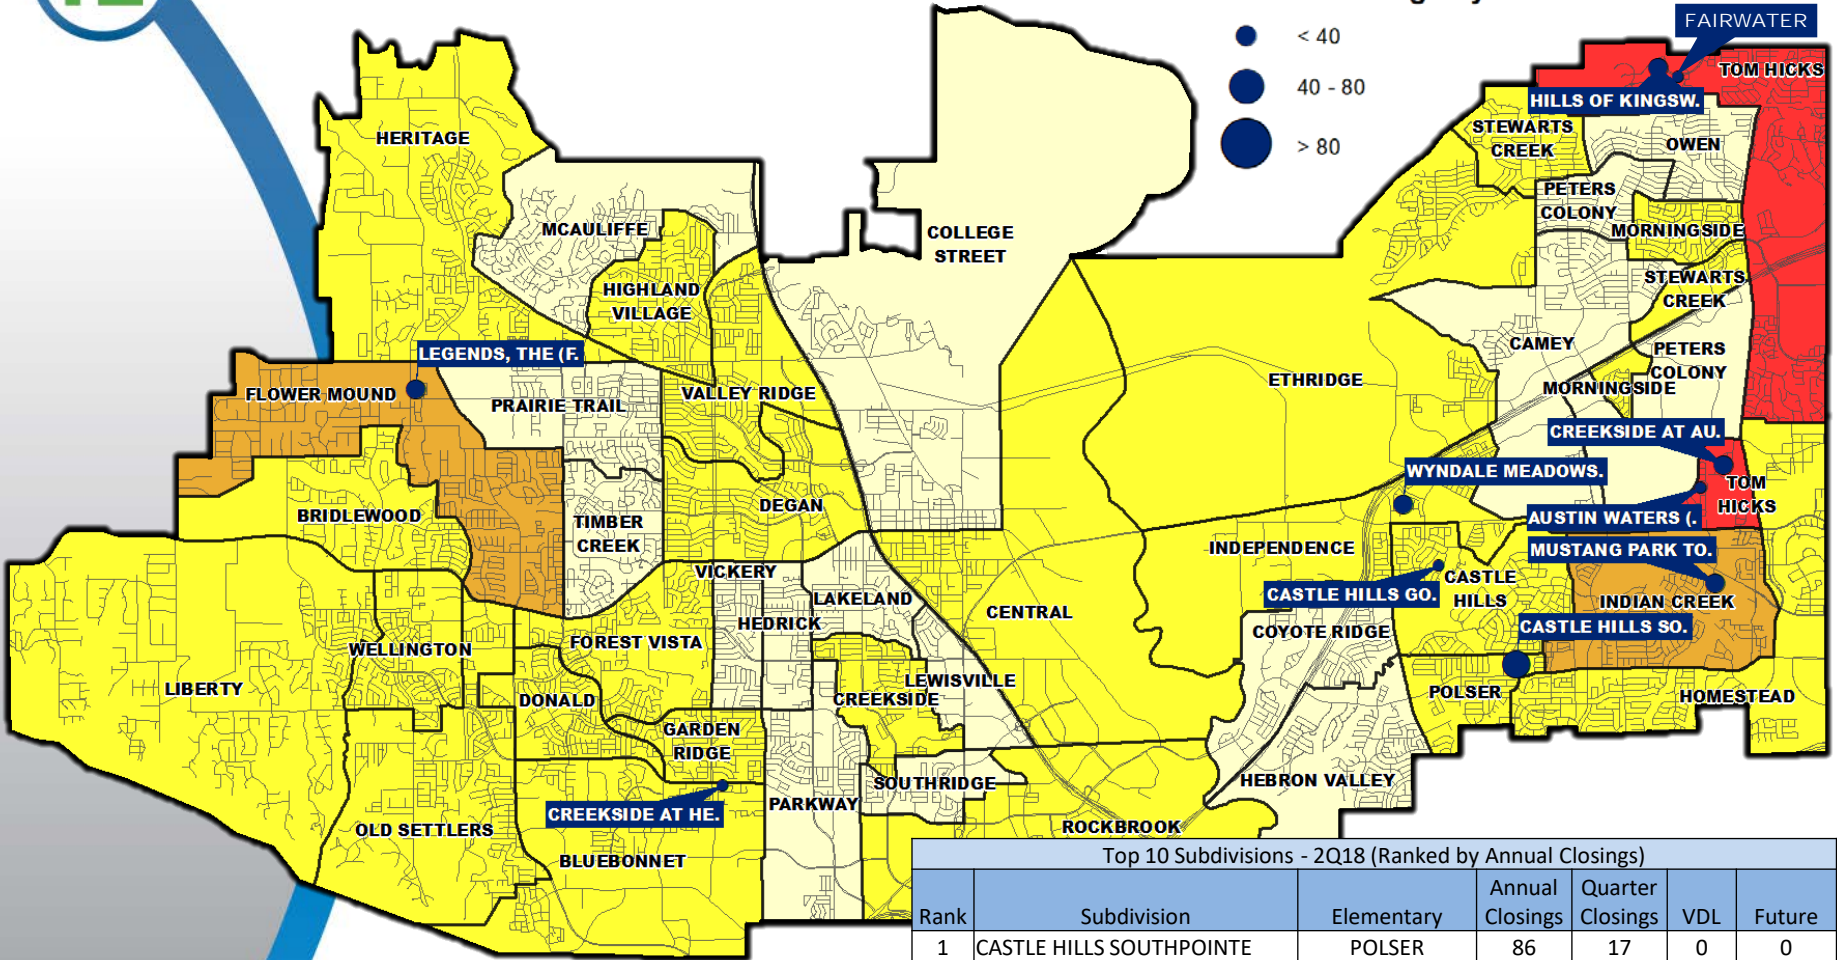 FAIRWATER
< 40
40 - 80
> 80
TOM HICKS
HILLS OF KINGSW.
STEWARTS
CREEK
OWEN
HERITAGE
PETERS
COLONY
MCAULIFFE
COLLEGE
STREET
MORNINGSIDE
HIGHLAND
VILLAGE
STEWARTS
CREEK
CAMEY
PETERS
COLONY
LEGENDS, THE (F.
FLOWER MOUND
PRAIRIE TRAIL
VALLEY RIDGE
ETHRIDGE
MORNINGSIDE
CREEKSIDE AT AU.
WYNDALE MEADOWS.
TOM
HICKS
BRIDLEWOOD
TIMBER
CREEK
DEGAN
AUSTIN WATERS (.
INDEPENDENCE
MUSTANG PARK TO.
VICKERY
LAKELAND
CASTLE HILLS GO.
CASTLE
HILLS
INDIAN CREEK
HEDRICK
CENTRAL
COYOTE RIDGE
CASTLE HILLS SO.
WELLINGTON
FOREST VISTA
LIBERTY
DONALD
CREEKSIDE
LEWISVILLE
POLSER
HOMESTEAD
GARDEN
RIDGE
SOUTHRIDGE
HEBRON VALLEY
CREEKSIDE AT HE.
PARKWAY
OLD SETTLERS
BLUEBONNET
ROCKBROOK
Top 10 Subdivisions - 2Q18 (Ranked by Annual Closings)
Rank Subdivision Elementary Annual Closings Quarter Closings VDL Future
1 CASTLE HILLS SOUTHPOINTE POLSER 86 17 0 0